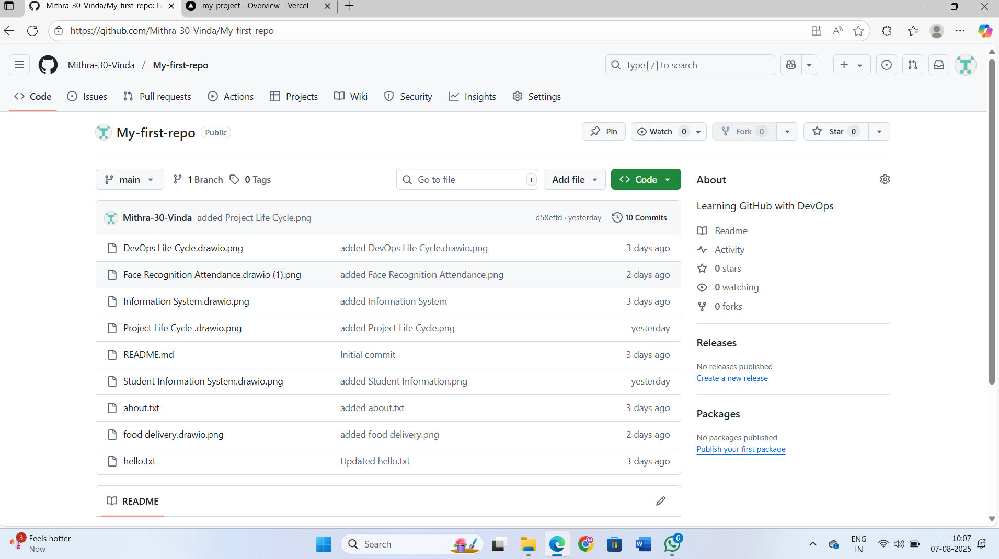 Mithra-30-Vinda/My-first-repo: Le
my-project - Overview – Vercel
https://github.com/Mithra-30-Vinda/My-first-repo
Mithra-30-Vinda / My-first-repo
Type / to search
Code Issues Pull requests Actions Projects Wiki Security Insights Settings
My-first-repo Public
Pin Watch 0 Fork 0 Star 0
main 1 Branch 0 Tags
Go to file t Add file Code
Mithra-30-Vinda added Project Life Cycle.png d58effd · yesterday 10 Commits
DevOps Life Cycle.drawio.png added DevOps Life Cycle.drawio.png 3 days ago
Face Recognition Attendance.drawio (1).png added Face Recognition Attendance.png 2 days ago
Information System.drawio.png added Information System 3 days ago
Project Life Cycle .drawio.png added Project Life Cycle.png yesterday
README.md Initial commit 3 days ago
Student Information System.drawio.png added Student Information.png yesterday
about.txt added about.txt 3 days ago
food delivery.drawio.png added food delivery.png 2 days ago
hello.txt Updated hello.txt 3 days ago
README
About
Learning GitHub with DevOps
Readme
Activity
0 stars
0 watching
0 forks
Releases
No releases published
Create a new release
Packages
No packages published
Publish your first package
3 Feels hotter
Now
Search
W
6
ENG
IN
10:07
07-08-2025